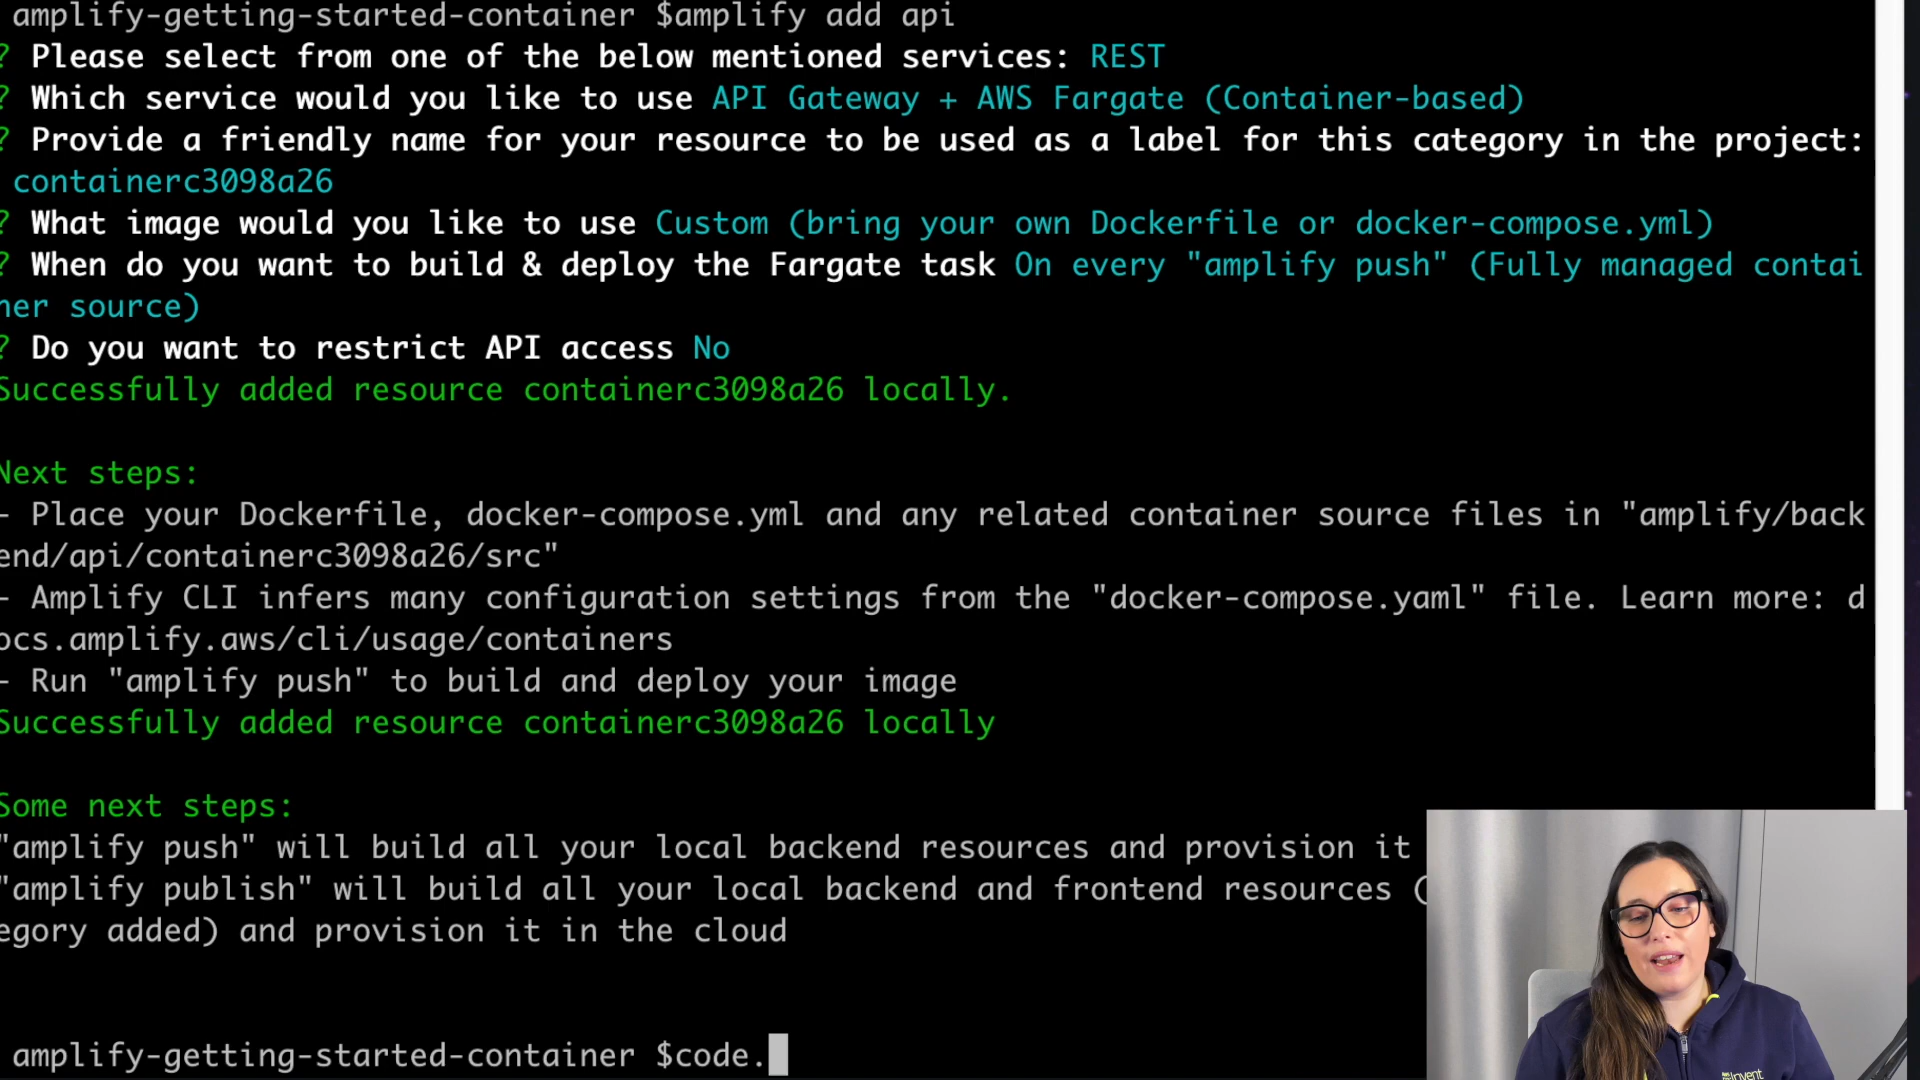 amplify-getting-started-container $amplify add api
? Please select from one of the below mentioned services: REST
? Which service would you like to use API Gateway + AWS Fargate (Container-based)
? Provide a friendly name for your resource to be used as a label for this category in the project:
containerc3098a26
? What image would you like to use Custom (bring your own Dockerfile or docker-compose.yml)
? When do you want to build & deploy the Fargate task On every "amplify push" (Fully managed contai
ner source)
? Do you want to restrict API access No
Successfully added resource containerc3098a26 locally.
Next steps:
- Place your Dockerfile, docker-compose.yml and any related container source files in "amplify/back
end/api/containerc3098a26/src"
- Amplify CLI infers many configuration settings from the "docker-compose.yaml" file. Learn more: d
ocs.amplify.aws/cli/usage/containers
- Run "amplify push" to build and deploy your image
Successfully added resource containerc3098a26 locally
Some next steps:
"amplify push" will build all your local backend resources and provision it
"amplify publish" will build all your local backend and frontend resources (
egory added) and provision it in the cloud
amplify-getting-started-container $code.
re:Invent